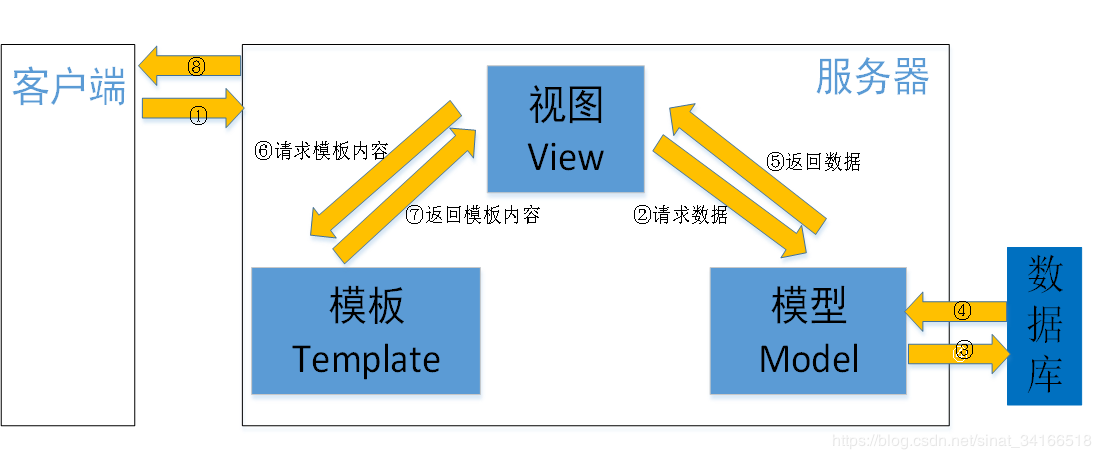 客户端
服务器
⑧
①
视图
View
⑥请求模板内容
⑤返回数据
⑦返回模板内容
②请求数据
模板
Template
模型
Model
④
③
数据库
https://blog.csdn.net/sinat_34166518